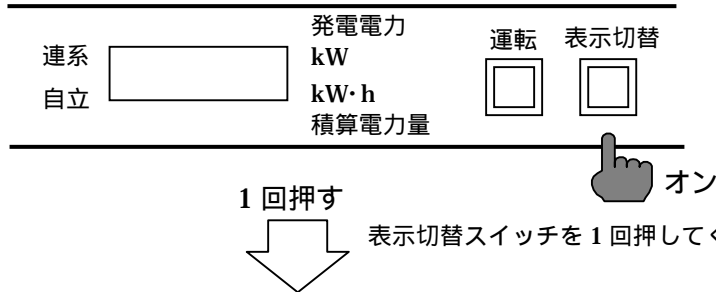 発電電力
連系
kW
運転
表示切替
自立
kW･h
積算電力量
オン
1 回押す
表示切替スイッチを 1 回押してく